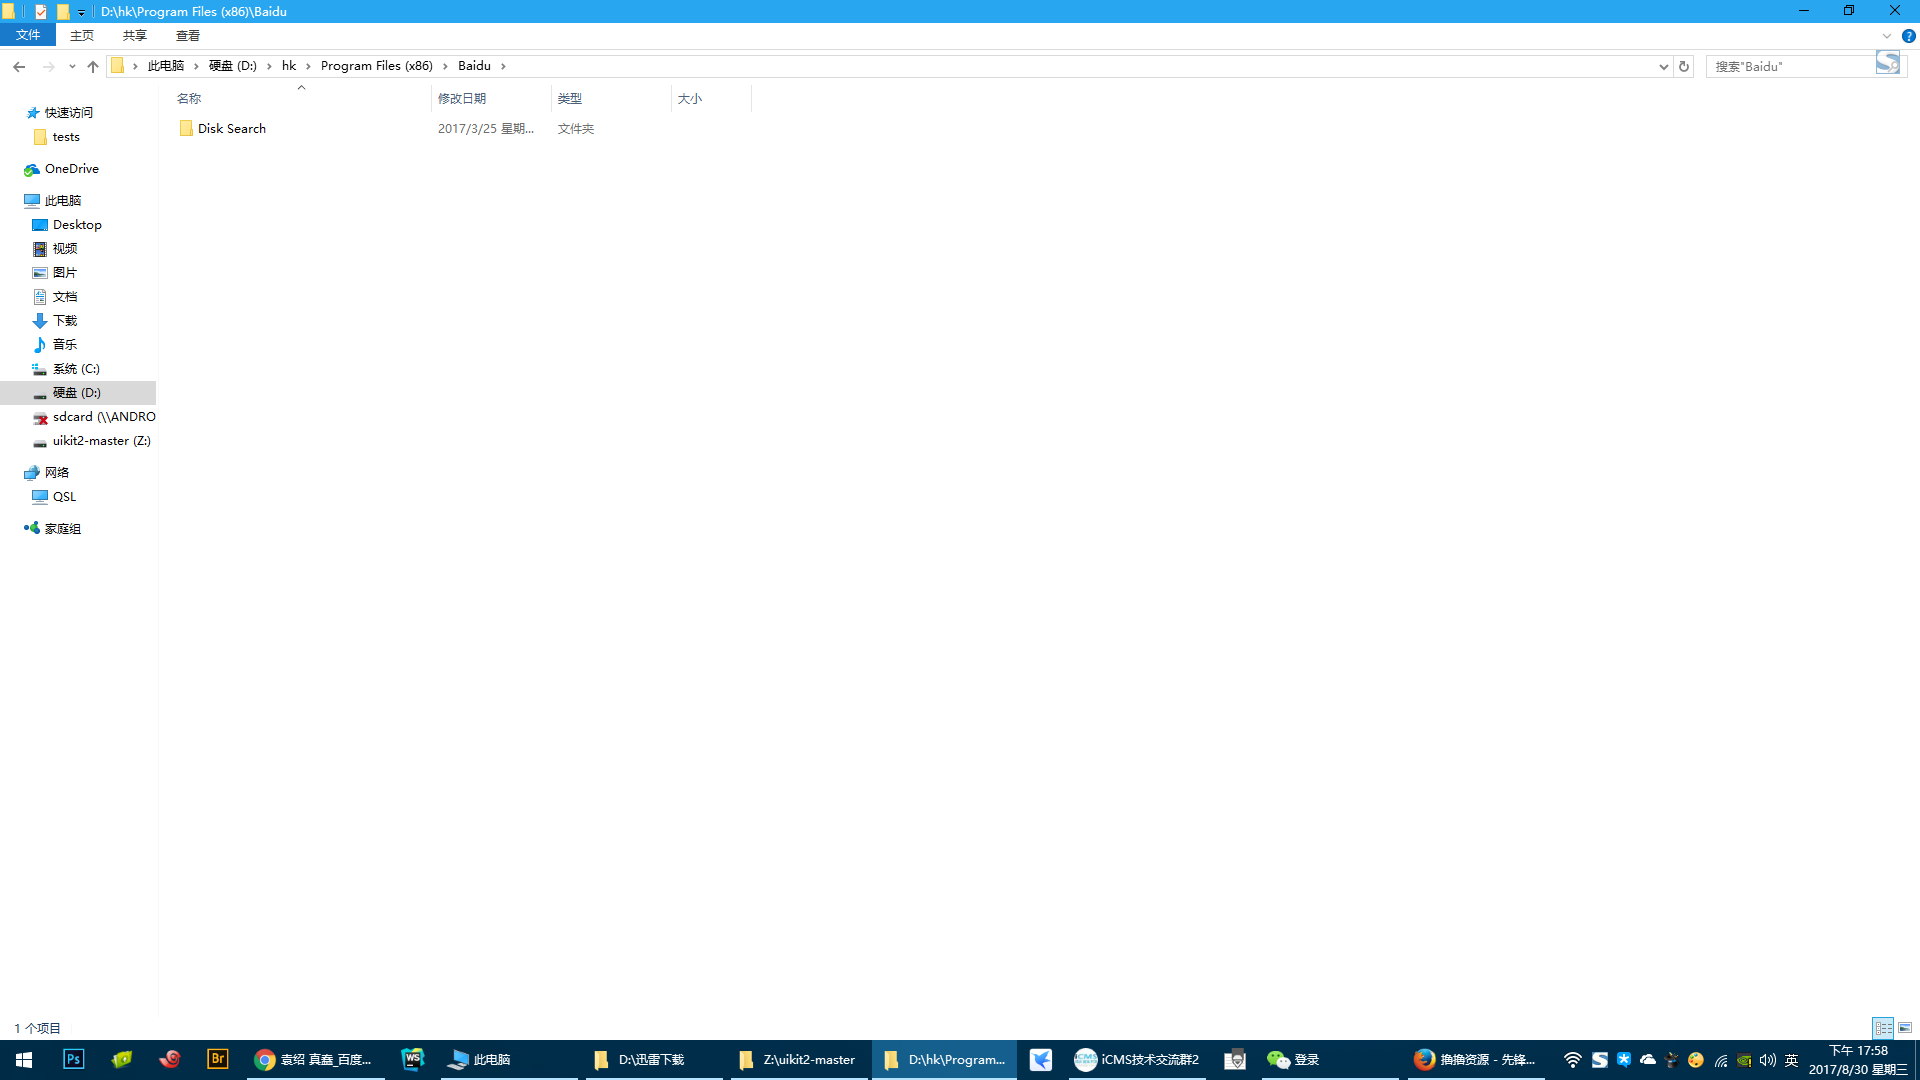 D:\hk\Program Files (x86)\Baidu
文件 主页 共享 查看
此电脑 硬盘 (D:) hk Program Files (x86) Baidu 搜索"Baidu"
名称 修改日期 类型 大小
Disk Search 2017/3/25 星期... 文件夹
快速访问
tests
OneDrive
此电脑
Desktop
视频
图片
文档
下载
音乐
系统 (C:)
硬盘 (D:)
sdcard (\\ANDRO
uikit2-master (Z:)
网络
QSL
家庭组
1 个项目
Ps Br 袁绍 真蠢_百度... WS 此电脑 D:\迅雷下载 Z:\uikit2-master D:\hk\Program... iCMS技术交流群2 登录 撸撸资源 - 先锋... 英 下午 17:58
2017/8/30 星期三